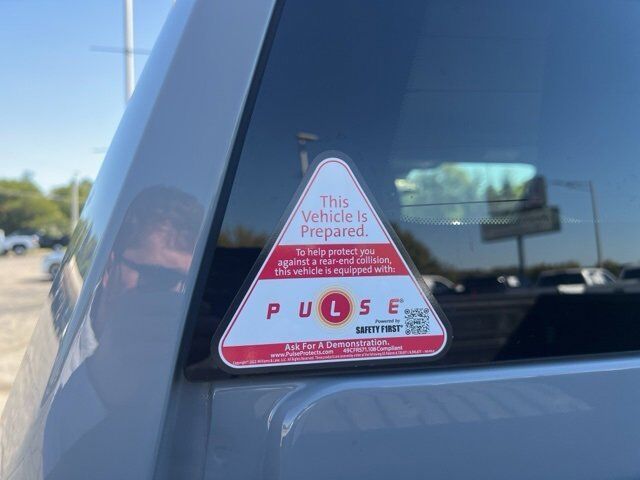 This
Vehicle Is
Prepared.
To help protect you
against a rear-end collision,
this vehicle is equipped with:
PULSE®
Powered by
SAFETY F1RST®
Ask For A Demonstration.
www.PulseProtects.com 49CFR571.108 Compliant